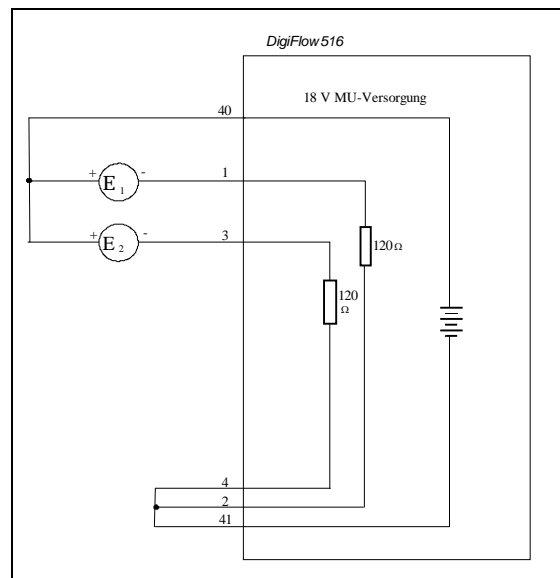 DigiFlow 516
18 V MU-Versorgung
40
+ E1 -
1
+ E2 -
3
120Ω
120
Ω
4
2
41